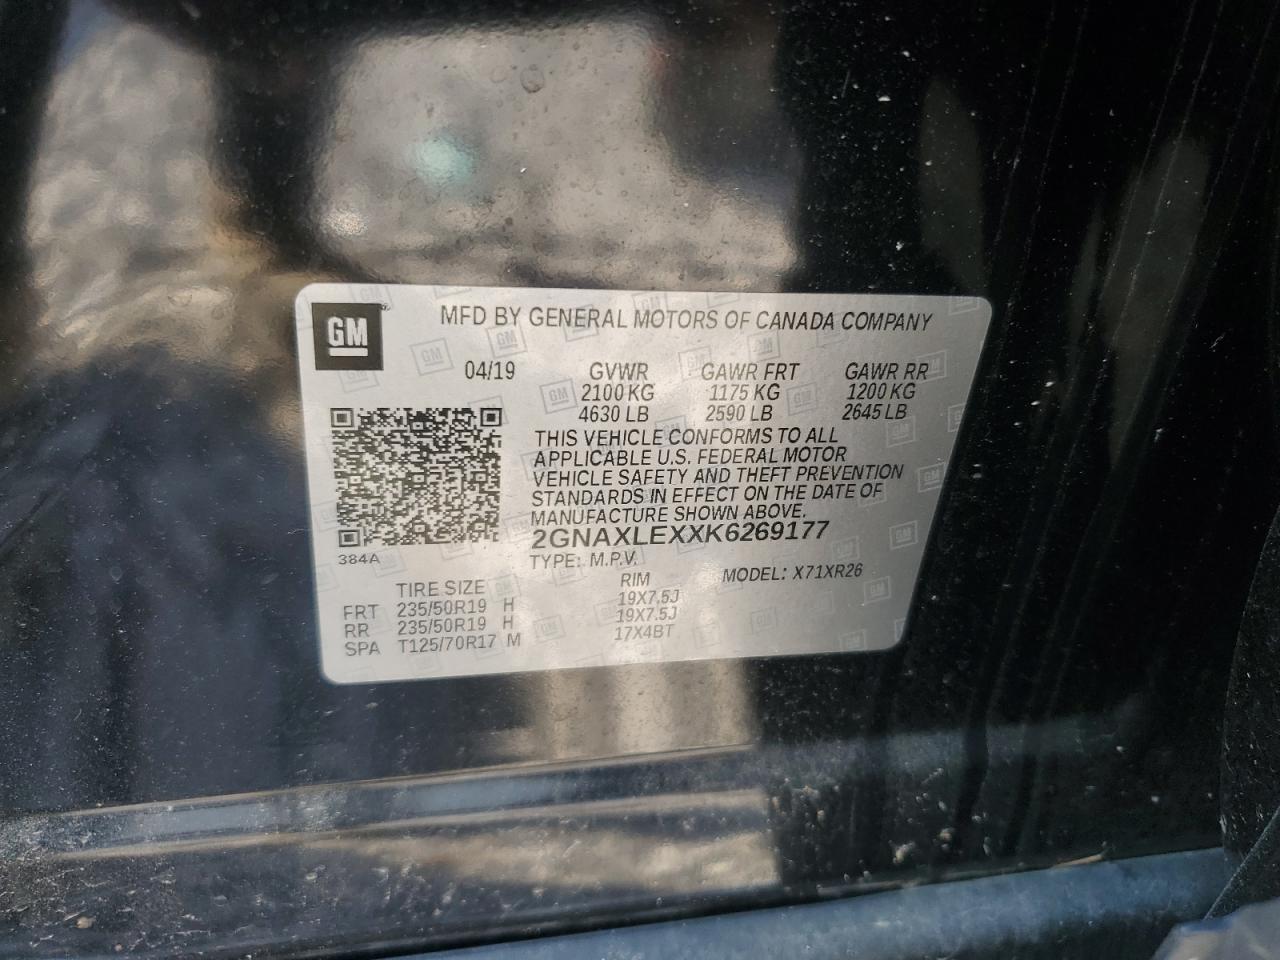 GM
MFD BY GENERAL MOTORS OF CANADA COMPANY
04/19 GVWR GAWR FRT GAWR RR
2100 KG 1175 KG 1200 KG
4630 LB 2590 LB 2645 LB
THIS VEHICLE CONFORMS TO ALL
APPLICABLE U.S. FEDERAL MOTOR
VEHICLE SAFETY AND THEFT PREVENTION
STANDARDS IN EFFECT ON THE DATE OF
MANUFACTURE SHOWN ABOVE.
2GNAXLEXXK6269177
384A
TYPE: M.P.V. MODEL: X71XR26
TIRE SIZE RIM
FRT 235/50R19 H 19X7.5J
RR 235/50R19 H 19X7.5J
SPA T125/70R17 M 17X4BT